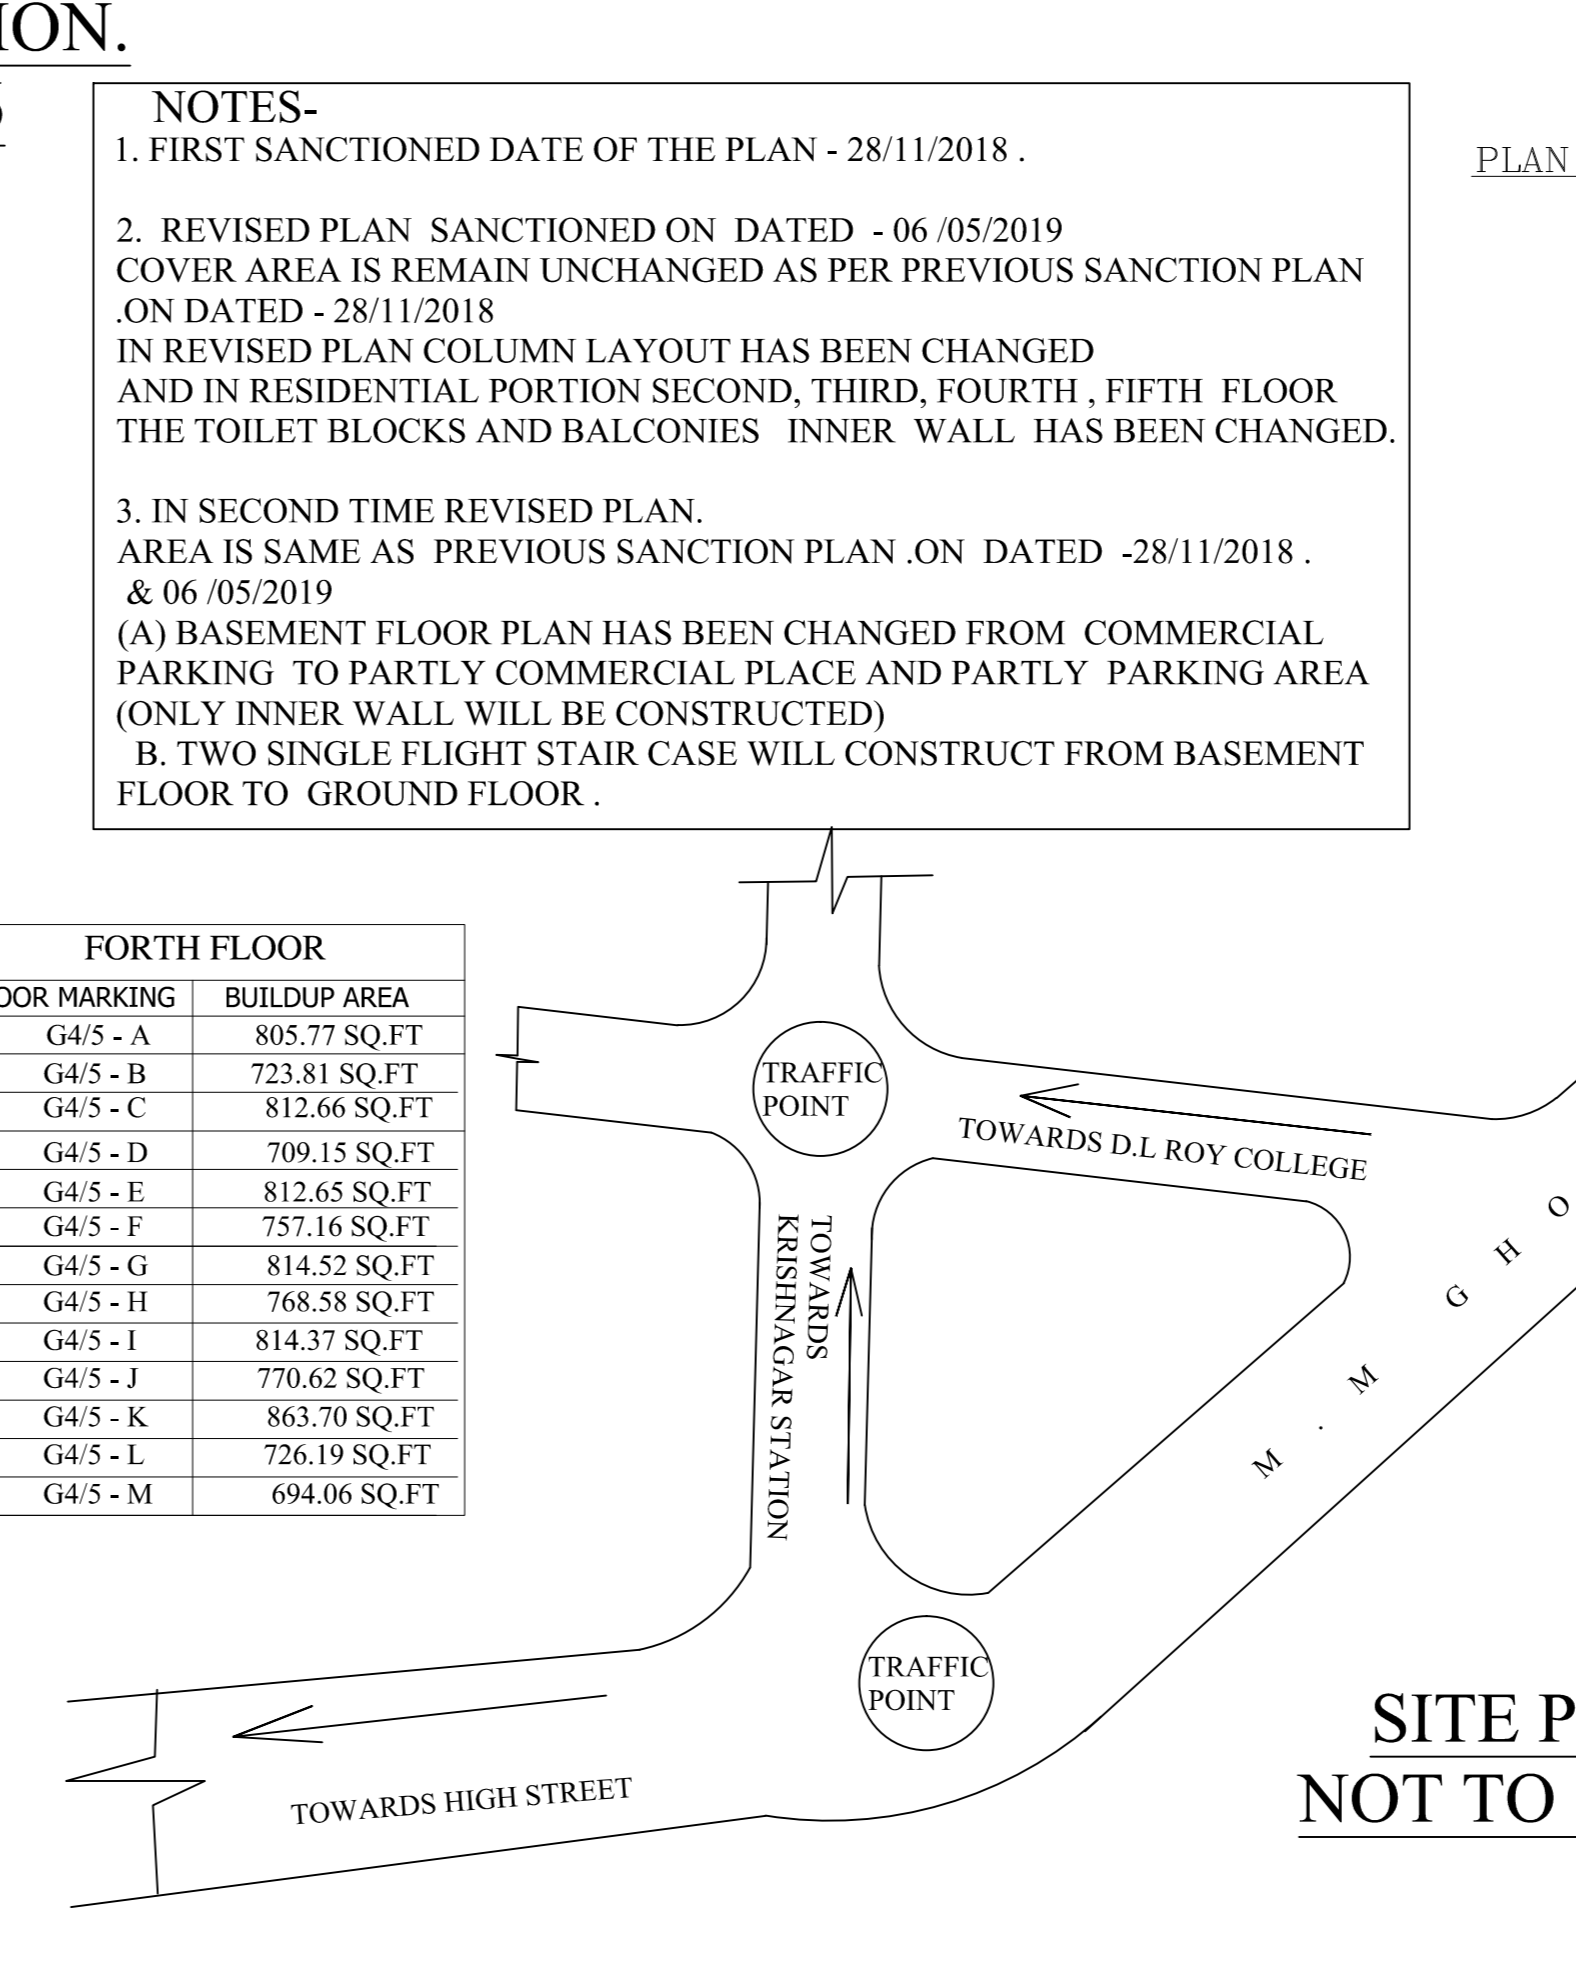 NOTES-
1. FIRST SANCTIONED DATE OF THE PLAN - 28/11/2018 .
2. REVISED PLAN SANCTIONED ON DATED - 06 /05/2019
COVER AREA IS REMAIN UNCHANGED AS PER PREVIOUS SANCTION PLAN
.ON DATED - 28/11/2018
IN REVISED PLAN COLUMN LAYOUT HAS BEEN CHANGED
AND IN RESIDENTIAL PORTION SECOND, THIRD, FOURTH , FIFTH FLOOR
THE TOILET BLOCKS AND BALCONIES INNER WALL HAS BEEN CHANGED.
3. IN SECOND TIME REVISED PLAN.
AREA IS SAME AS PREVIOUS SANCTION PLAN .ON DATED -28/11/2018 .
& 06 /05/2019
(A) BASEMENT FLOOR PLAN HAS BEEN CHANGED FROM COMMERCIAL
PARKING TO PARTLY COMMERCIAL PLACE AND PARTLY PARKING AREA
(ONLY INNER WALL WILL BE CONSTRUCTED)
B. TWO SINGLE FLIGHT STAIR CASE WILL CONSTRUCT FROM BASEMENT
FLOOR TO GROUND FLOOR .
PLAN
FORTH FLOOR
MARKING BUILDUP AREA
G4/5 - A 805.77 SQ.FT
G4/5 - B 723.81 SQ.FT
G4/5 - C 812.66 SQ.FT
G4/5 - D 709.15 SQ.FT
G4/5 - E 812.65 SQ.FT
G4/5 - F 757.16 SQ.FT
G4/5 - G 814.52 SQ.FT
G4/5 - H 768.58 SQ.FT
G4/5 - I 814.37 SQ.FT
G4/5 - J 770.62 SQ.FT
G4/5 - K 863.70 SQ.FT
G4/5 - L 726.19 SQ.FT
G4/5 - M 694.06 SQ.FT
TRAFFIC
POINT
TOWARDS D.L ROY COLLEGE
TOWARDS
KRISHNAGAR STATION
M . M G H O
TRAFFIC
POINT
TOWARDS HIGH STREET
SITE P
NOT TO